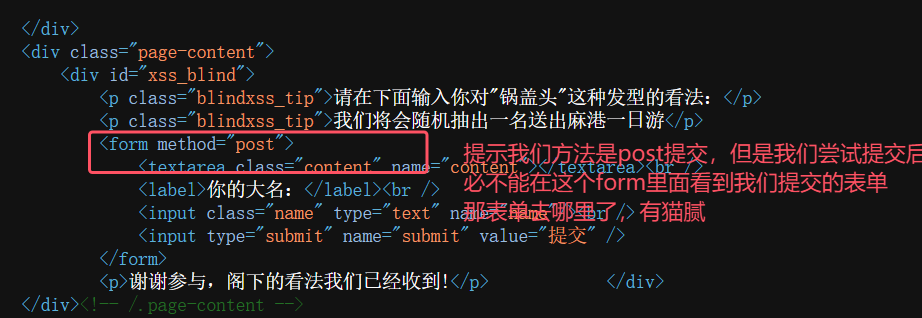 </div>
<div class="page-content">
<div id="xss_blind">
<p class="blindxss_tip">请在下面输入你对"锅盖头"这种发型的看法：</p>
<p class="blindxss_tip">我们将会随机抽出一名送出麻港一日游</p>
<form method="post">
提示我们方法是post提交，但是我们尝试提交后
<textarea class="content" name="content"></textarea><br />
必不能在这个form里面看到我们提交的表单
<label>你的大名：</label><br />
那表单去哪里了，有猫腻
<input class="name" type="text" name="name"><br />
<input type="submit" name="submit" value="提交" />
</form>
<p>谢谢参与，阁下的看法我们已经收到!</p> </div>
</div><!-- /.page-content -->